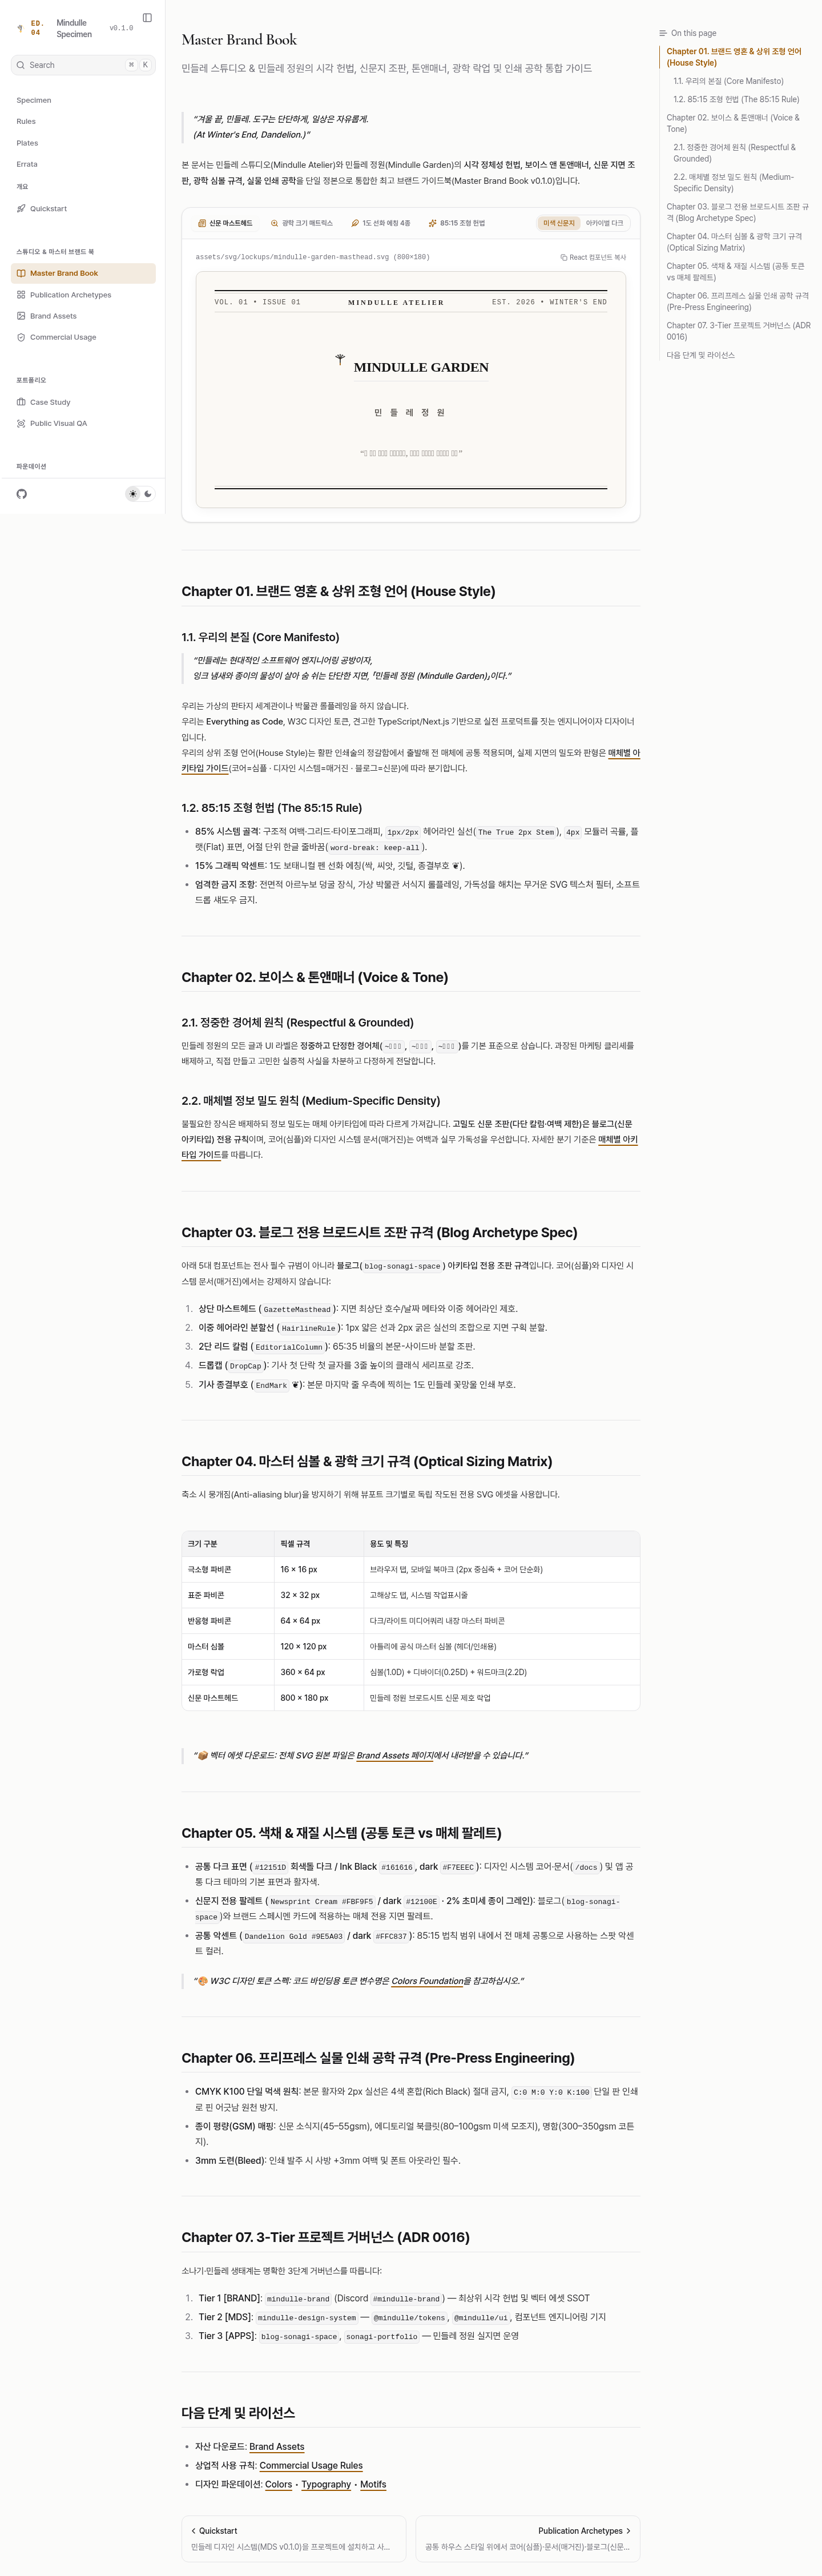 ED. 04
Mindulle Specimen
v0.1.0
Search
⌘ K
Specimen
Rules
Plates
Errata
개요
Quickstart
스튜디오 & 마스터 브랜드 북
Master Brand Book
Publication Archetypes
Brand Assets
Commercial Usage
포트폴리오
Case Study
Public Visual QA
파운데이션
Master Brand Book
민들레 스튜디오 & 민들레 정원의 시각 헌법, 신문지 조판, 톤앤매너, 광학 락업 및 인쇄 공학 통합 가이드
“겨울 끝, 민들레. 도구는 단단하게, 일상은 자유롭게.
(At Winter's End, Dandelion.)”
본 문서는 민들레 스튜디오(Mindulle Atelier)와 민들레 정원(Mindulle Garden)의 시각 정체성 헌법, 보이스 앤 톤앤매너, 신문 지면 조
판, 광학 심볼 규격, 실물 인쇄 공학을 단일 정본으로 통합한 최고 브랜드 가이드북(Master Brand Book v0.1.0)입니다.
신문 마스트헤드
광학 크기 매트릭스
1도 선화 에칭 4종
85:15 조형 헌법
미색 신문지
아카이벌 다크
assets/svg/lockups/mindulle-garden-masthead.svg (800×180)
React 컴포넌트 복사
VOL. 01 • ISSUE 01
MINDULLE ATELIER
EST. 2026 • WINTER'S END
MINDULLE GARDEN
민 들 레 정 원
Chapter 01. 브랜드 영혼 & 상위 조형 언어 (House Style)
1.1. 우리의 본질 (Core Manifesto)
“민들레는 현대적인 소프트웨어 엔지니어링 공방이자,
잉크 냄새와 종이의 물성이 살아 숨 쉬는 단단한 지면, 「민들레 정원 (Mindulle Garden)」이다.”
우리는 가상의 판타지 세계관이나 박물관 롤플레잉을 하지 않습니다.
우리는 Everything as Code, W3C 디자인 토큰, 견고한 TypeScript/Next.js 기반으로 실전 프로덕트를 짓는 엔지니어이자 디자이너
입니다.
우리의 상위 조형 언어(House Style)는 활판 인쇄술의 정갈함에서 출발해 전 매체에 공통 적용되며, 실제 지면의 밀도와 판형은 매체별 아
키타입 가이드(코어=심플 · 디자인 시스템=매거진 · 블로그=신문)에 따라 분기합니다.
1.2. 85:15 조형 헌법 (The 85:15 Rule)
• 85% 시스템 골격: 구조적 여백·그리드·타이포그래피, 1px/2px 헤어라인 실선( The True 2px Stem ), 4px 모듈러 곡률, 플
랫(Flat) 표면, 어절 단위 한글 줄바꿈( word-break: keep-all ).
• 15% 그래픽 악센트: 1도 보태니컬 펜 선화 에칭(싹, 씨앗, 깃털, 종결부호 ❦).
• 엄격한 금지 조항: 전면적 아르누보 덩굴 장식, 가상 박물관 서식지 롤플레잉, 가독성을 해치는 무거운 SVG 텍스처 필터, 소프트
드롭 섀도우 금지.
Chapter 02. 보이스 & 톤앤매너 (Voice & Tone)
2.1. 정중한 경어체 원칙 (Respectful & Grounded)
민들레 정원의 모든 글과 UI 라벨은 정중하고 단정한 경어체( , , )를 기본 표준으로 삼습니다. 과장된 마케팅 클리셰를
배제하고, 직접 만들고 고민한 실증적 사실을 차분하고 다정하게 전달합니다.
2.2. 매체별 정보 밀도 원칙 (Medium-Specific Density)
불필요한 장식은 배제하되 정보 밀도는 매체 아키타입에 따라 다르게 가져갑니다. 고밀도 신문 조판(다단 칼럼·여백 제한)은 블로그(신문
아키타입) 전용 규칙이며, 코어(심플)와 디자인 시스템 문서(매거진)는 여백과 실무 가독성을 우선합니다. 자세한 분기 기준은 매체별 아키
타입 가이드를 따릅니다.
Chapter 03. 블로그 전용 브로드시트 조판 규격 (Blog Archetype Spec)
아래 5대 컴포넌트는 전사 필수 규범이 아니라 블로그( blog-sonagi-space ) 아키타입 전용 조판 규격입니다. 코어(심플)와 디자인 시
스템 문서(매거진)에서는 강제하지 않습니다:
1. 상단 마스트헤드 ( GazetteMasthead ): 지면 최상단 호수/날짜 메타와 이중 헤어라인 제호.
2. 이중 헤어라인 분할선 ( HairlineRule ): 1px 얇은 선과 2px 굵은 실선의 조합으로 지면 구획 분할.
3. 2단 리드 칼럼 ( EditorialColumn ): 65:35 비율의 본문-사이드바 분할 조판.
4. 드롭캡 ( DropCap ): 기사 첫 단락 첫 글자를 3줄 높이의 클래식 세리프로 강조.
5. 기사 종결부호 ( EndMark ❦): 본문 마지막 줄 우측에 찍히는 1도 민들레 꽃망울 인쇄 부호.
Chapter 04. 마스터 심볼 & 광학 크기 규격 (Optical Sizing Matrix)
축소 시 뭉개짐(Anti-aliasing blur)을 방지하기 위해 뷰포트 크기별로 독립 작도된 전용 SVG 에셋을 사용합니다.
크기 구분 픽셀 규격 용도 및 특징
극소형 파비콘 16 × 16 px 브라우저 탭, 모바일 북마크 (2px 중심축 + 코어 단순화)
표준 파비콘 32 × 32 px 고해상도 탭, 시스템 작업표시줄
반응형 파비콘 64 × 64 px 다크/라이트 미디어쿼리 내장 마스터 파비콘
마스터 심볼 120 × 120 px 아틀리에 공식 마스터 심볼 (헤더/인쇄용)
가로형 락업 360 × 64 px 심볼(1.0D) + 디바이더(0.25D) + 워드마크(2.2D)
신문 마스트헤드 800 × 180 px 민들레 정원 브로드시트 신문 제호 락업
“📦 벡터 에셋 다운로드: 전체 SVG 원본 파일은 Brand Assets 페이지에서 내려받을 수 있습니다.”
Chapter 05. 색채 & 재질 시스템 (공통 토큰 vs 매체 팔레트)
• 공통 다크 표면 ( #12151D 회색톨 다크 / Ink Black #161616 , dark #F7EEEC ): 디자인 시스템 코어·문서( /docs ) 및 앱 공
통 다크 테마의 기본 표면과 활자색.
• 신문지 전용 팔레트 ( Newsprint Cream #FBF9F5 / dark #12100E · 2% 초미세 종이 그레인): 블로그( blog-sonagi-
space )와 브랜드 스페시멘 카드에 적용하는 매체 전용 지면 팔레트.
• 공통 악센트 ( Dandelion Gold #9E5A03 / dark #FFC837 ): 85:15 법칙 범위 내에서 전 매체 공통으로 사용하는 스팟 악센
트 컬러.
“🎨 W3C 디자인 토큰 스펙: 코드 바인딩용 토큰 변수명은 Colors Foundation을 참고하십시오.”
Chapter 06. 프리프레스 실물 인쇄 공학 규격 (Pre-Press Engineering)
• CMYK K100 단일 먹색 원칙: 본문 활자와 2px 실선은 4색 혼합(Rich Black) 절대 금지, C:0 M:0 Y:0 K:100 단일 판 인쇄
로 핀 어긋남 원천 방지.
• 종이 평량(GSM) 매핑: 신문 소식지(45–55gsm), 에디토리얼 북클릿(80–100gsm 미색 모조지), 명함(300–350gsm 코튼
지).
• 3mm 도련(Bleed): 인쇄 발주 시 사방 +3mm 여백 및 폰트 아웃라인 필수.
Chapter 07. 3-Tier 프로젝트 거버넌스 (ADR 0016)
소나기·민들레 생태계는 명확한 3단계 거버넌스를 따릅니다:
1. Tier 1 [BRAND]: mindulle-brand (Discord #mindulle-brand ) — 최상위 시각 헌법 및 벡터 에셋 SSOT
2. Tier 2 [MDS]: mindulle-design-system — @mindulle/tokens , @mindulle/ui , 컴포넌트 엔지니어링 기지
3. Tier 3 [APPS]: blog-sonagi-space , sonagi-portfolio — 민들레 정원 실지면 운영
다음 단계 및 라이선스
• 자산 다운로드: Brand Assets
• 상업적 사용 규칙: Commercial Usage Rules
• 디자인 파운데이션: Colors · Typography · Motifs
Quickstart
민들레 디자인 시스템(MDS v0.1.0)을 프로젝트에 설치하고 사...
Publication Archetypes
공통 하우스 스타일 위에서 코어(심플)·문서(매거진)·블로그(신문...
On this page
Chapter 01. 브랜드 영혼 & 상위 조형 언어
(House Style)
1.1. 우리의 본질 (Core Manifesto)
1.2. 85:15 조형 헌법 (The 85:15 Rule)
Chapter 02. 보이스 & 톤앤매너 (Voice &
Tone)
2.1. 정중한 경어체 원칙 (Respectful &
Grounded)
2.2. 매체별 정보 밀도 원칙 (Medium-
Specific Density)
Chapter 03. 블로그 전용 브로드시트 조판 규
격 (Blog Archetype Spec)
Chapter 04. 마스터 심볼 & 광학 크기 규격
(Optical Sizing Matrix)
Chapter 05. 색채 & 재질 시스템 (공통 토큰
vs 매체 팔레트)
Chapter 06. 프리프레스 실물 인쇄 공학 규격
(Pre-Press Engineering)
Chapter 07. 3-Tier 프로젝트 거버넌스 (ADR
0016)
다음 단계 및 라이선스